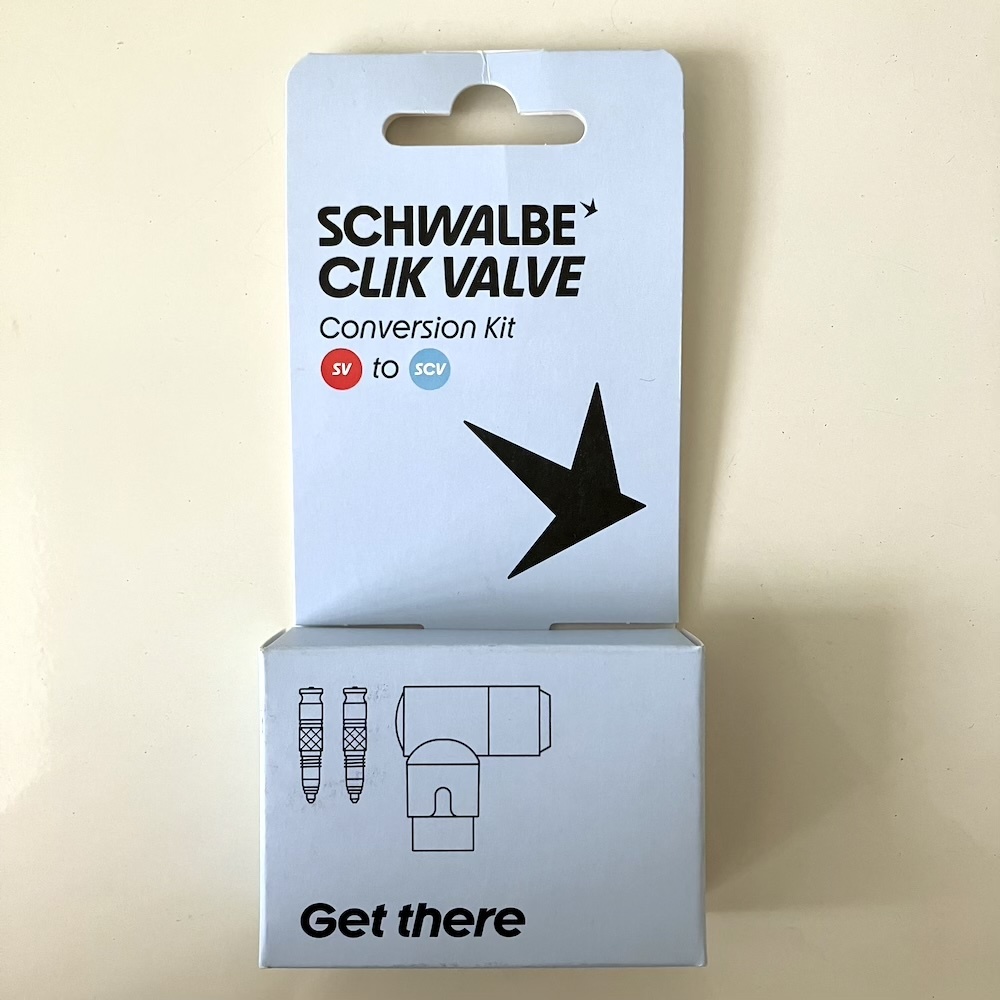 SCHWALBE
CLIK VALVE
Conversion Kit
SV to SCV
Get there